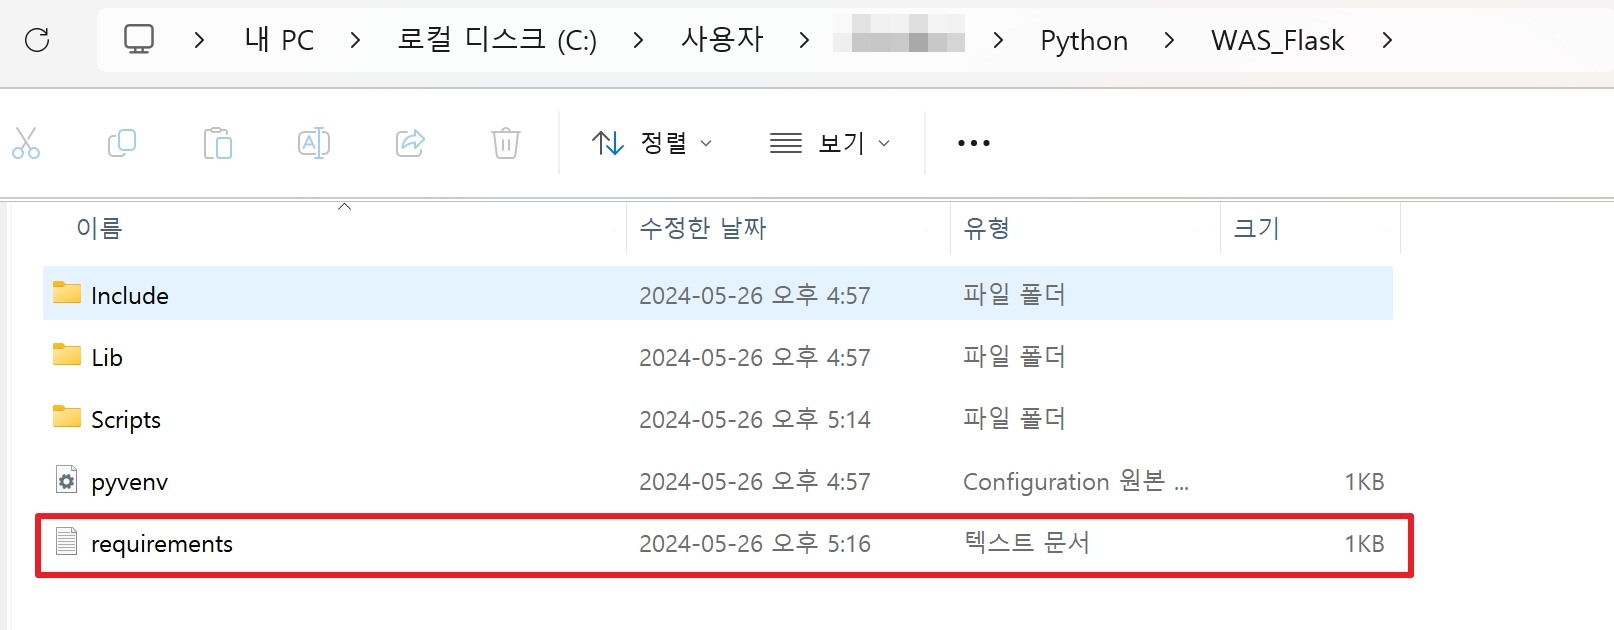 내 PC > 로컬 디스크 (C:) > 사용자 > > Python > WAS_Flask >
정렬 보기
이름 수정한 날짜 유형 크기
Include 2024-05-26 오후 4:57 파일 폴더
Lib 2024-05-26 오후 4:57 파일 폴더
Scripts 2024-05-26 오후 5:14 파일 폴더
pyvenv 2024-05-26 오후 4:57 Configuration 원본 ... 1KB
requirements 2024-05-26 오후 5:16 텍스트 문서 1KB